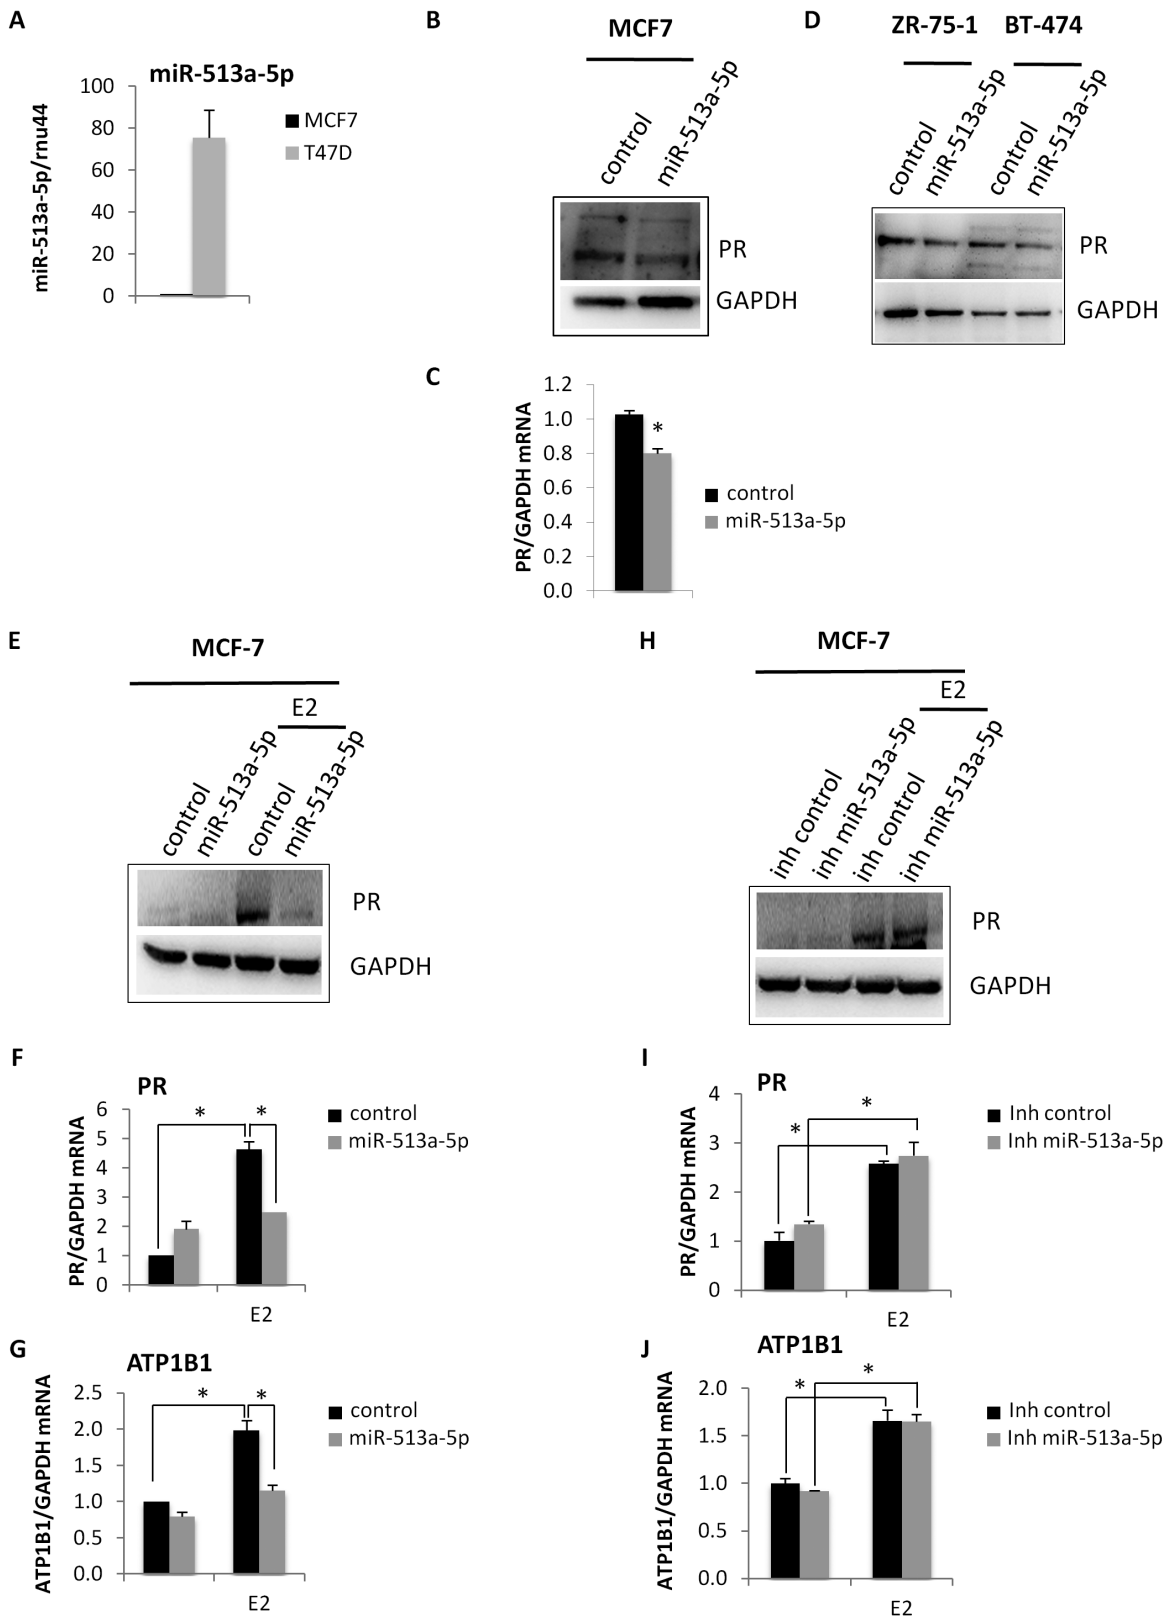 A
miR-513a-5p
miR-513a-5p/rnu44
100
80
60
40
20
0
MCF7
T47D
B
MCF7
control
miR-513a-5p
PR
GAPDH
D
ZR-75-1 BT-474
control
miR-513a-5p
control
miR-513a-5p
PR
GAPDH
C
PR/GAPDH mRNA
1.2
1.0
0.8
0.6
0.4
0.2
0.0
*
control
miR-513a-5p
E
MCF-7
E2
control
miR-513a-5p
control
miR-513a-5p
PR
GAPDH
H
MCF-7
E2
inh control
inh miR-513a-5p
inh control
inh miR-513a-5p
PR
GAPDH
F
PR
PR/GAPDH mRNA
6
5
4
3
2
1
0
* *
E2
control
miR-513a-5p
I
PR
PR/GAPDH mRNA
4
3
2
1
0
* *
E2
Inh control
Inh miR-513a-5p
G
ATP1B1
ATP1B1/GAPDH mRNA
2.5
2.0
1.5
1.0
0.5
0.0
* *
E2
control
miR-513a-5p
J
ATP1B1
ATP1B1/GAPDH mRNA
2.0
1.5
1.0
0.5
0.0
* *
E2
Inh control
Inh miR-513a-5p